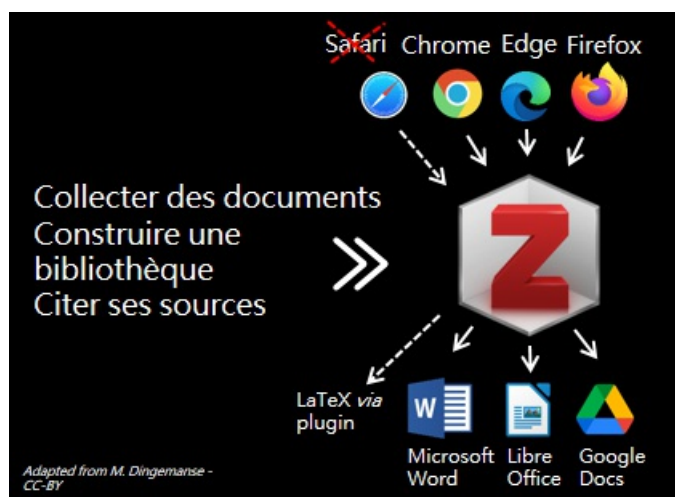 Safari Chrome Edge Firefox
Collecter des documents
Construire une
bibliothèque
Citer ses sources
Z
LaTeX via
plugin
W
Microsoft
Word
Libre
Office
Google
Docs
Adapted from M. Dingemanse -
CC-BY